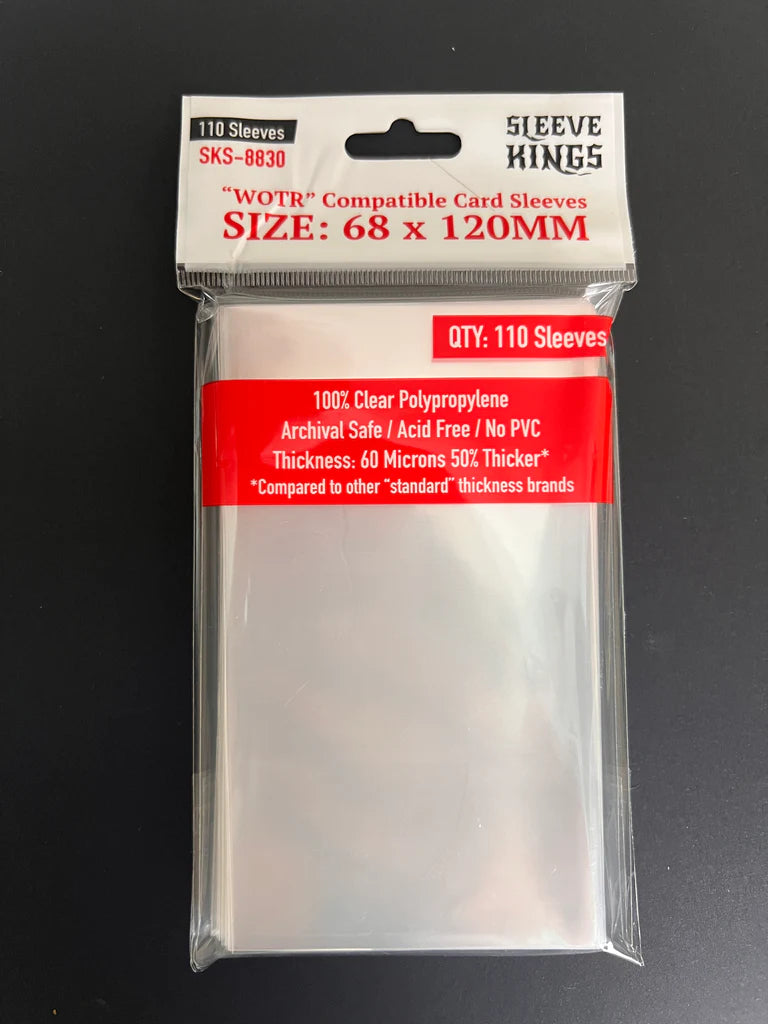 110 Sleeves
SKS-8830
SLEEVE
KINGS
“WOTR” Compatible Card Sleeves
SIZE: 68 x 120MM
QTY: 110 Sleeves
100% Clear Polypropylene
Archival Safe / Acid Free / No PVC
Thickness: 60 Microns 50% Thicker*
*Compared to other “standard” thickness brands